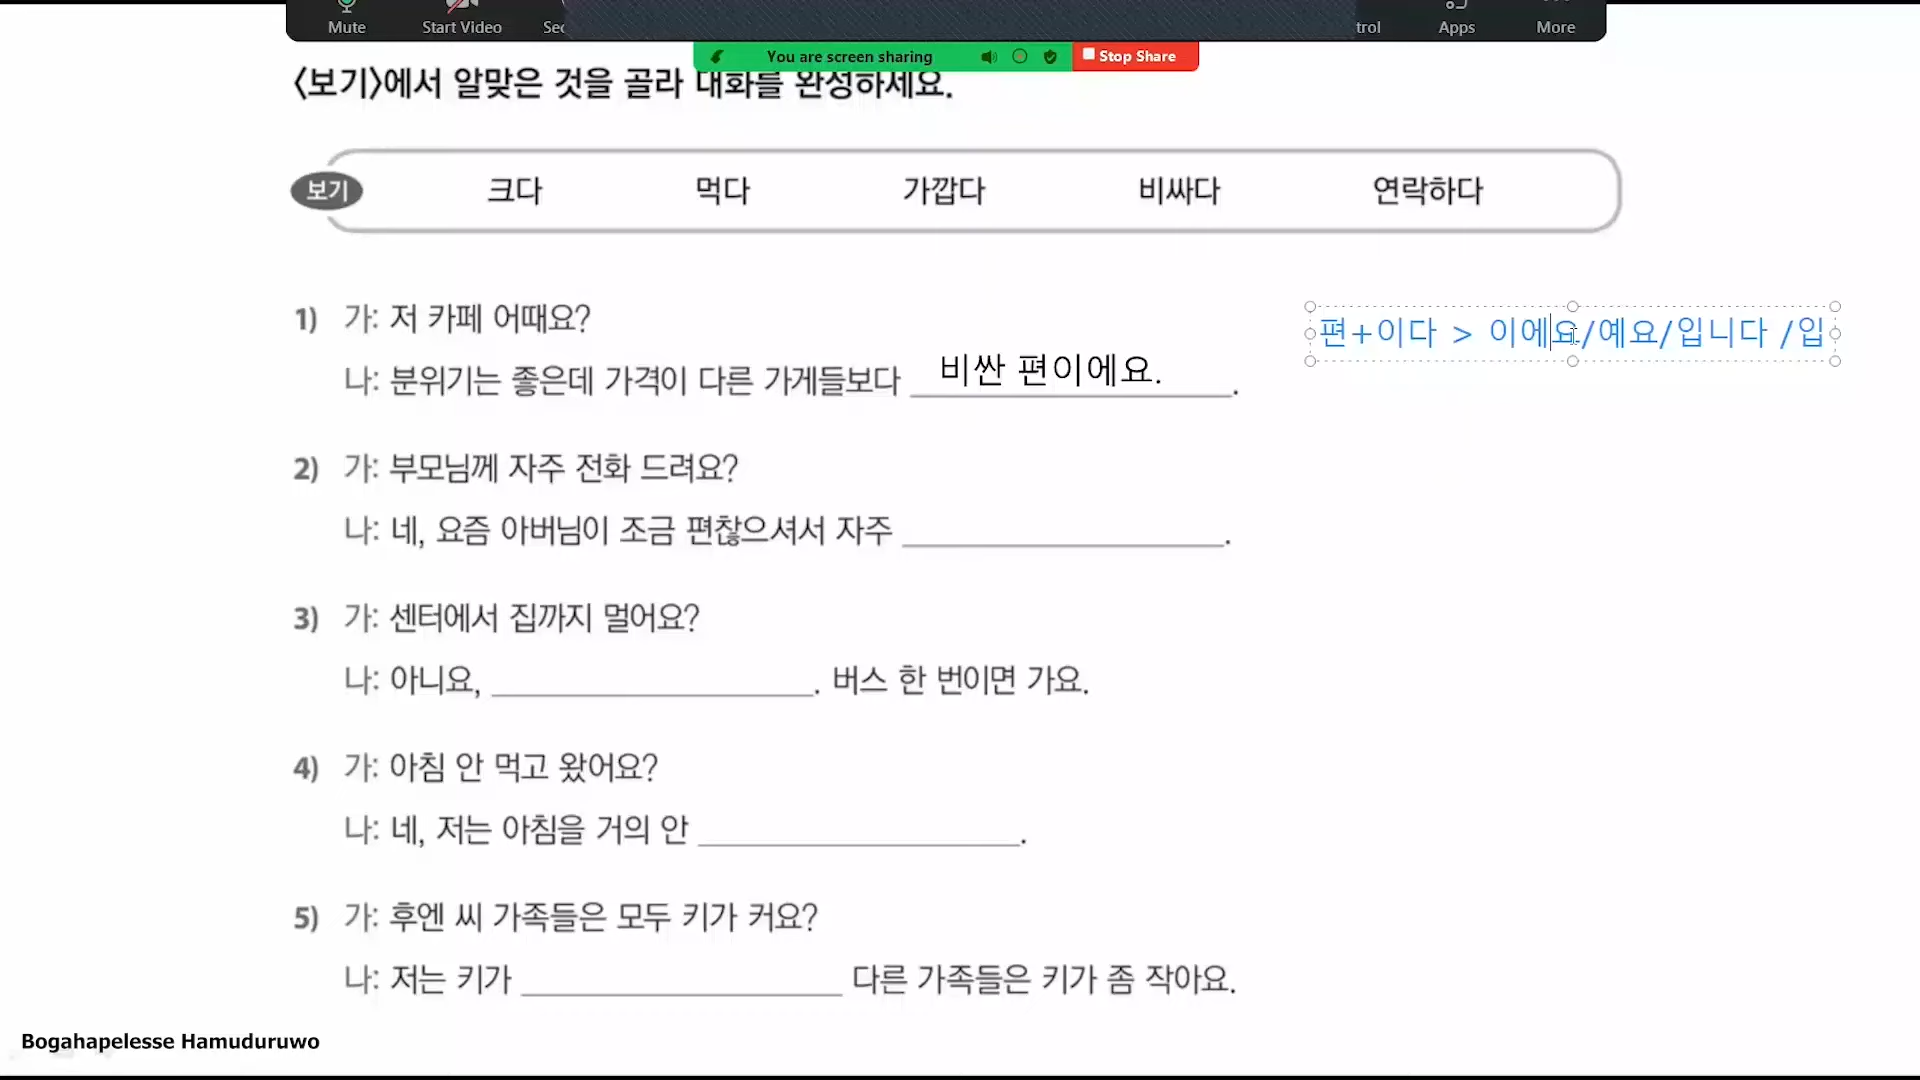 Mute Start Video Sec trol Apps More
You are screen sharing Stop Share
<보기>에서 알맞은 것을 골라 대화를 완성하세요.
보기 크다 먹다 가깝다 비싸다 연락하다
1) 가: 저 카페 어때요?
편+이다 > 이에요/예요/입니다 /입
나: 분위기는 좋은데 가격이 다른 가게들보다 비싼 편이에요. .
2) 가: 부모님께 자주 전화 드려요?
나: 네, 요즘 아버님이 조금 편찮으셔서 자주 .
3) 가: 센터에서 집까지 멀어요?
나: 아니요, . 버스 한 번이면 가요.
4) 가: 아침 안 먹고 왔어요?
나: 네, 저는 아침을 거의 안 .
5) 가: 후엔 씨 가족들은 모두 키가 커요?
나: 저는 키가 다른 가족들은 키가 좀 작아요.
Bogahapelesse Hamuduruwo